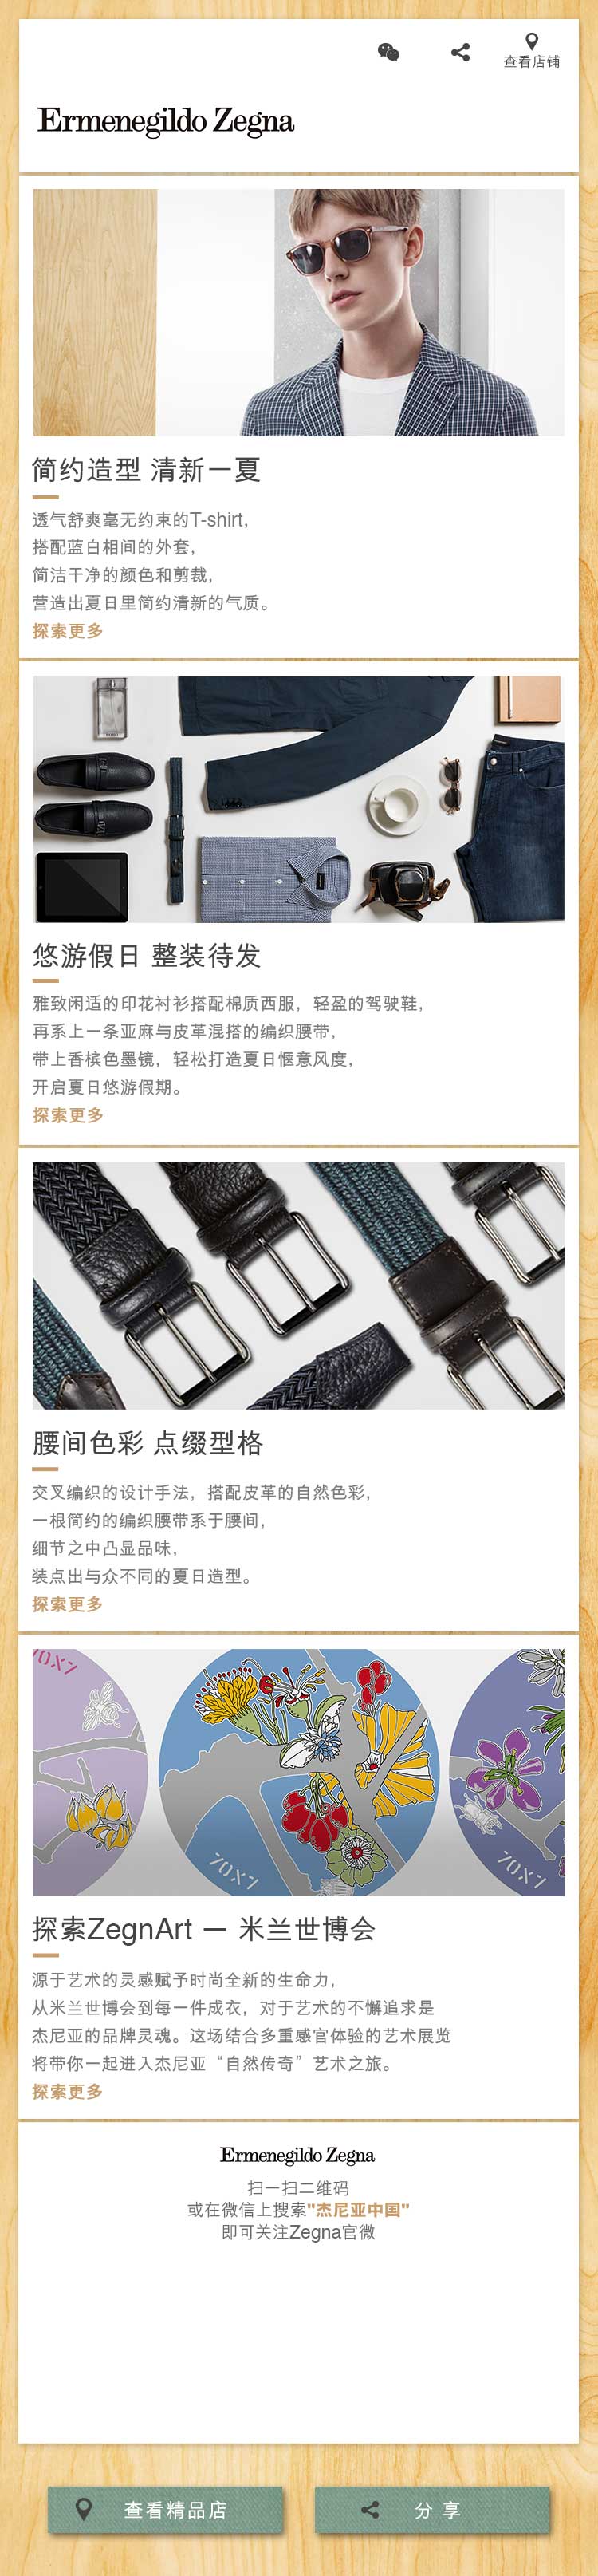 查看店铺
Ermenegildo Zegna
简约造型 清新一夏
透气舒爽毫无约束的T-shirt，
搭配蓝白相间的外套，
简洁干净的颜色和剪裁，
营造出夏日里简约清新的气质。
探索更多
悠游假日 整装待发
雅致闲适的印花衬衫搭配棉质西服，轻盈的驾驶鞋，
再系上一条亚麻与皮革混搭的编织腰带，
带上香槟色墨镜，轻松打造夏日惬意风度，
开启夏日悠游假期。
探索更多
腰间色彩 点缀型格
交叉编织的设计手法，搭配皮革的自然色彩，
一根简约的编织腰带系于腰间，
细节之中凸显品味，
装点出与众不同的夏日造型。
探索更多
70X7
70X7
70X7
探索ZegnArt — 米兰世博会
源于艺术的灵感赋予时尚全新的生命力，
从米兰世博会到每一件成衣，对于艺术的不懈追求是
杰尼亚的品牌灵魂。这场结合多重感官体验的艺术展览
将带你一起进入杰尼亚“自然传奇”艺术之旅。
探索更多
Ermenegildo Zegna
扫一扫二维码
或在微信上搜索"杰尼亚中国"
即可关注Zegna官微
查看精品店
分 享